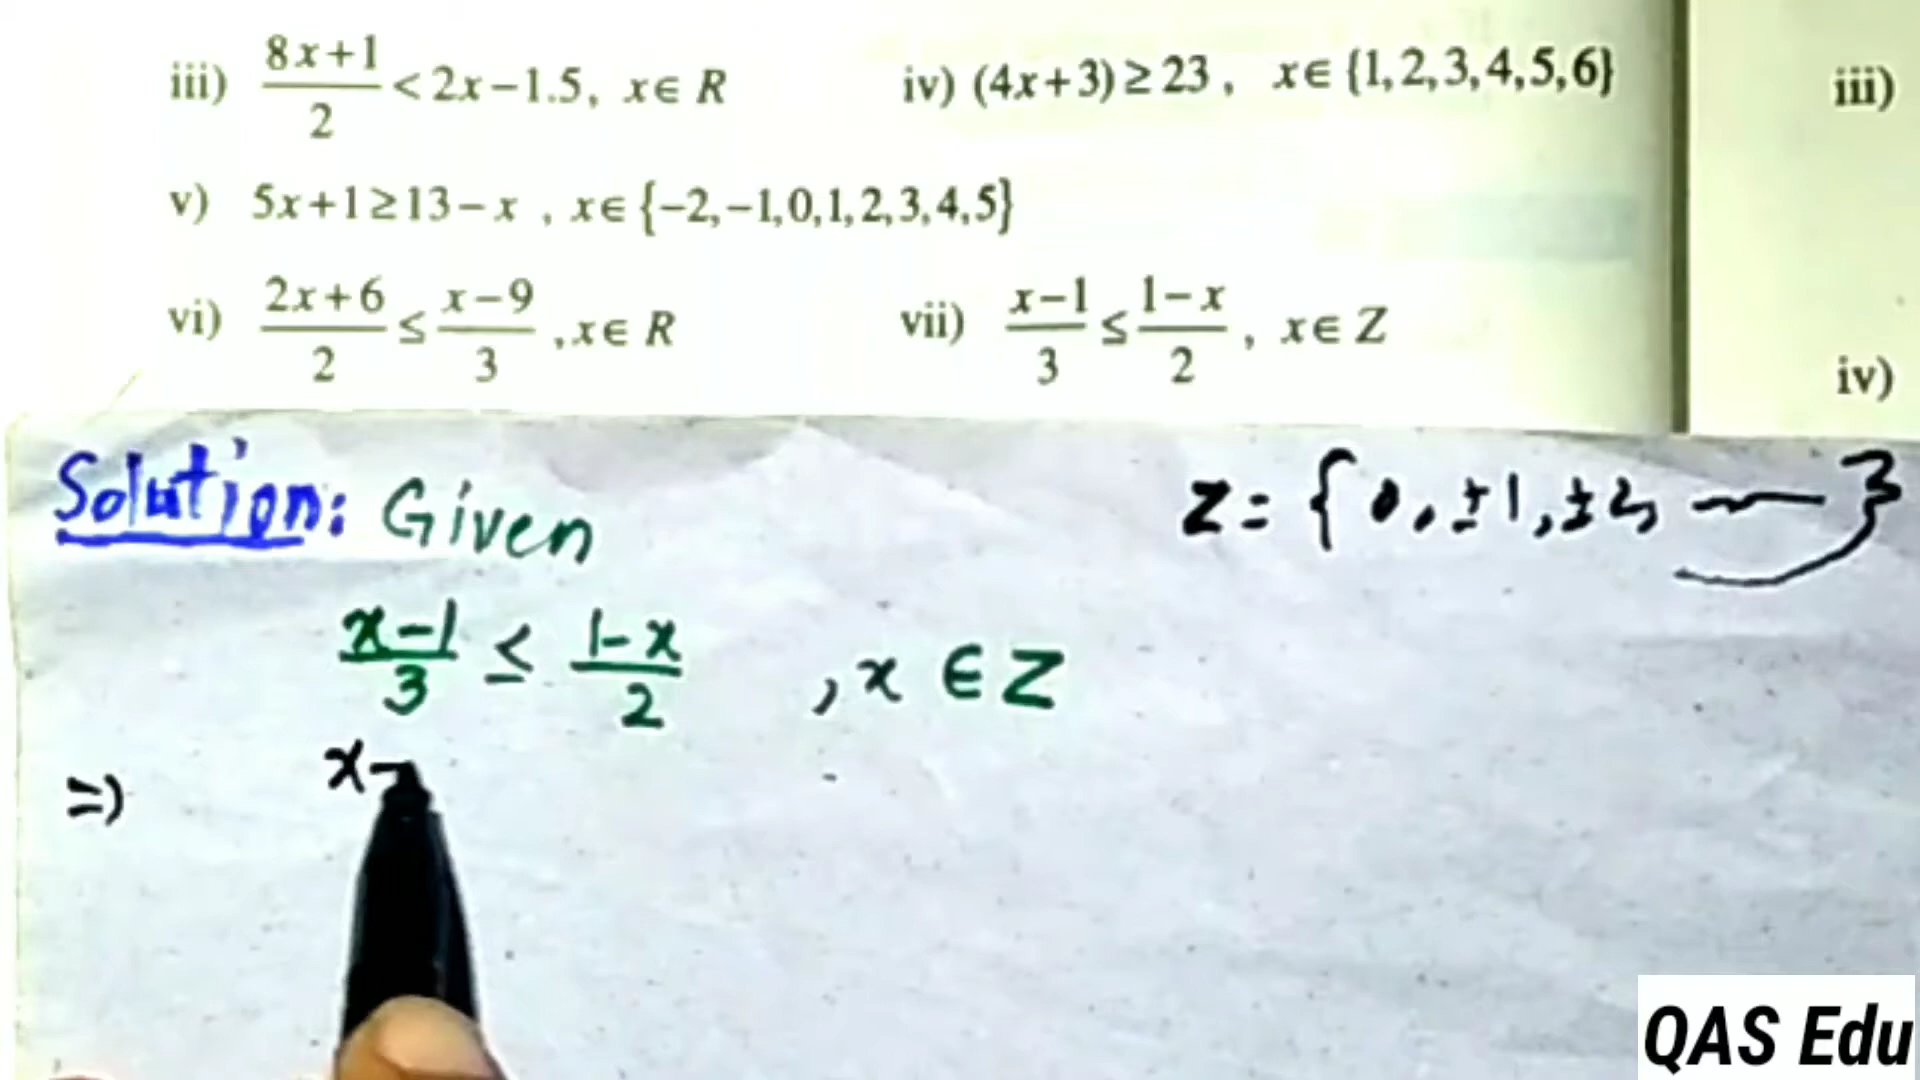 iii) (8x+1)/2 < 2x-1.5, x∈ R
iv) (4x+3) ≥ 23, x∈ {1,2,3,4,5,6}
iii)
v) 5x+1≥13-x , x∈ {-2,-1,0,1,2,3,4,5}
vi) (2x+6)/2 ≤ (x-9)/3 ,x∈ R
vii) (x-1)/3 ≤ (1-x)/2 , x∈ Z
iv)
Solution: Given
Z= {0, ±1, ±2, — }
(x-1)/3 ≤ (1-x)/2 , x ∈ Z
=> x-
QAS Edu